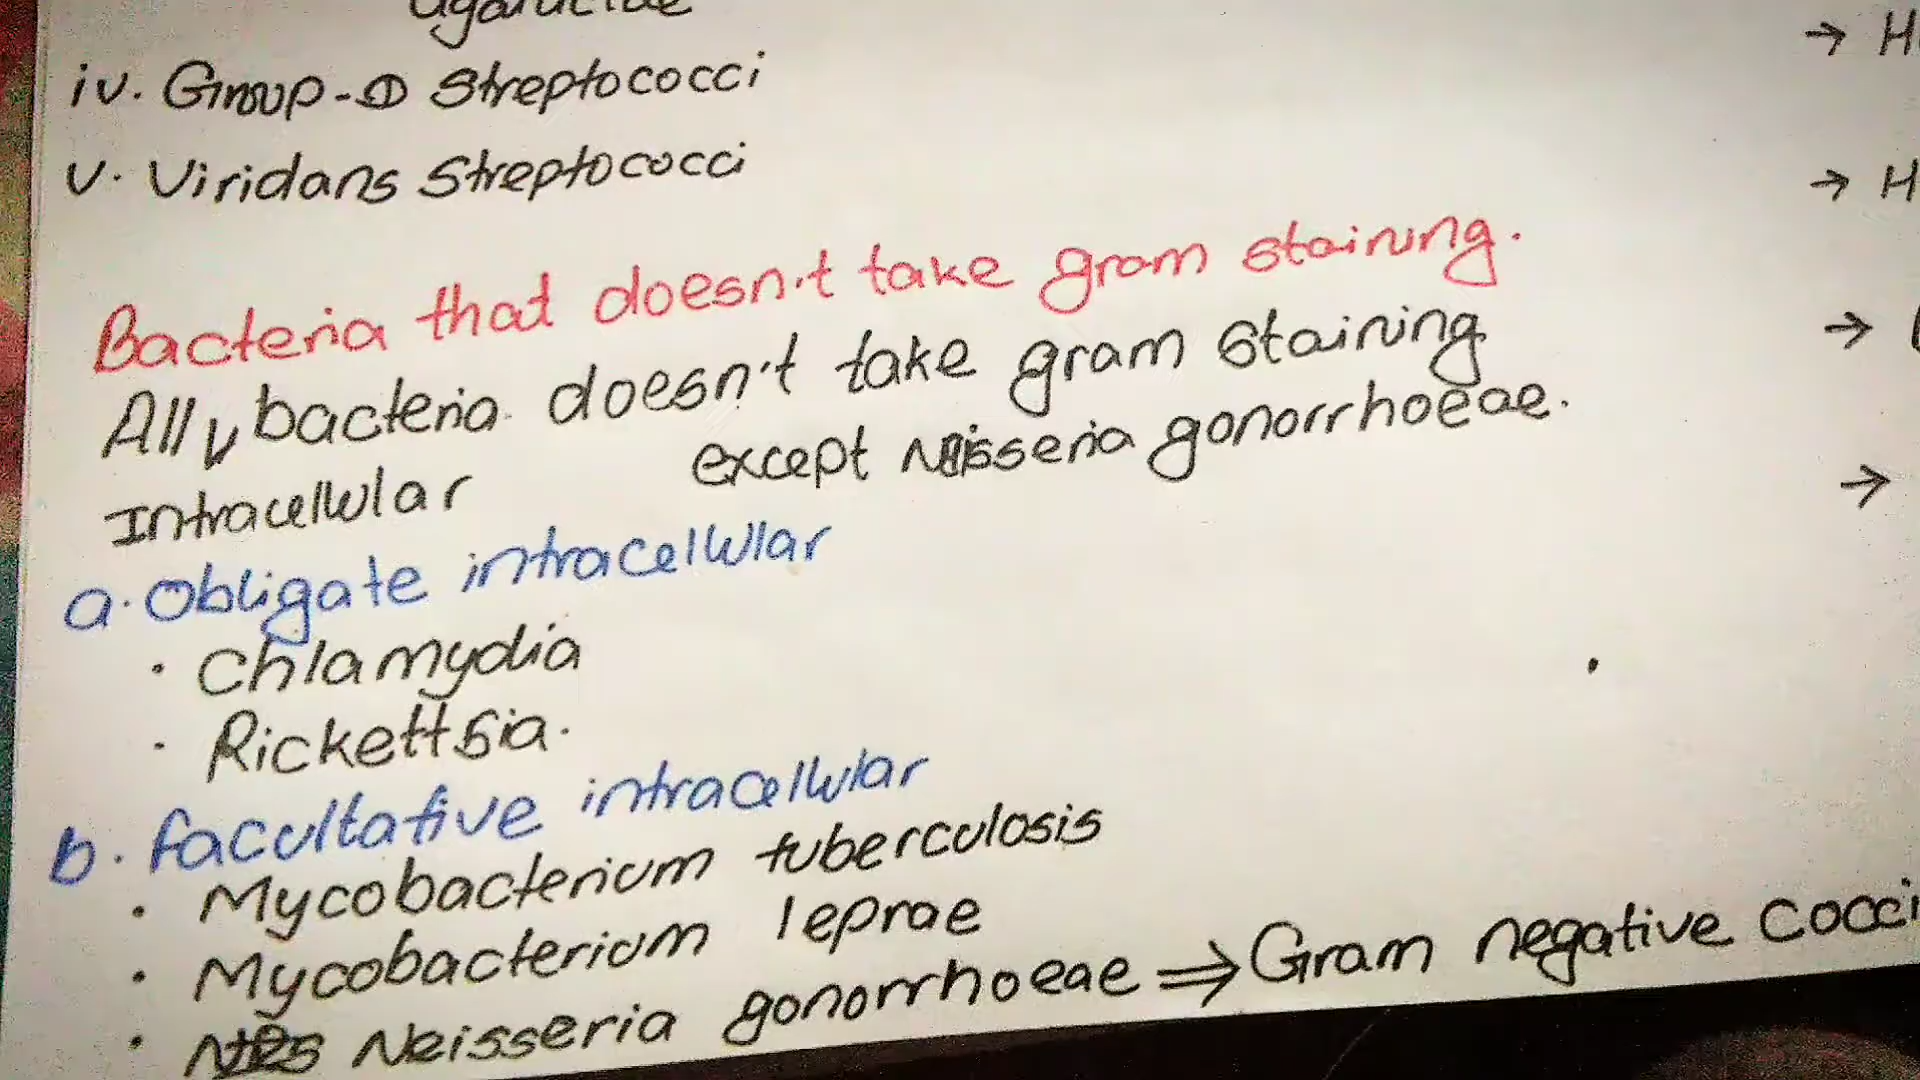 iv. Group-D Streptococci
v. Viridans Streptococci
Bacteria that doesn't take gram staining.
All bacteria doesn't take gram staining
Intracellular except Neisseria gonorrhoeae.
a. Obligate intracellular
· Chlamydia
· Rickettsia.
b. facultative intracellular
· Mycobacterium tuberculosis
· Mycobacterium leprae
· Neisseria gonorrhoeae ⇒ Gram negative cocci
→ H
→ H
→
→